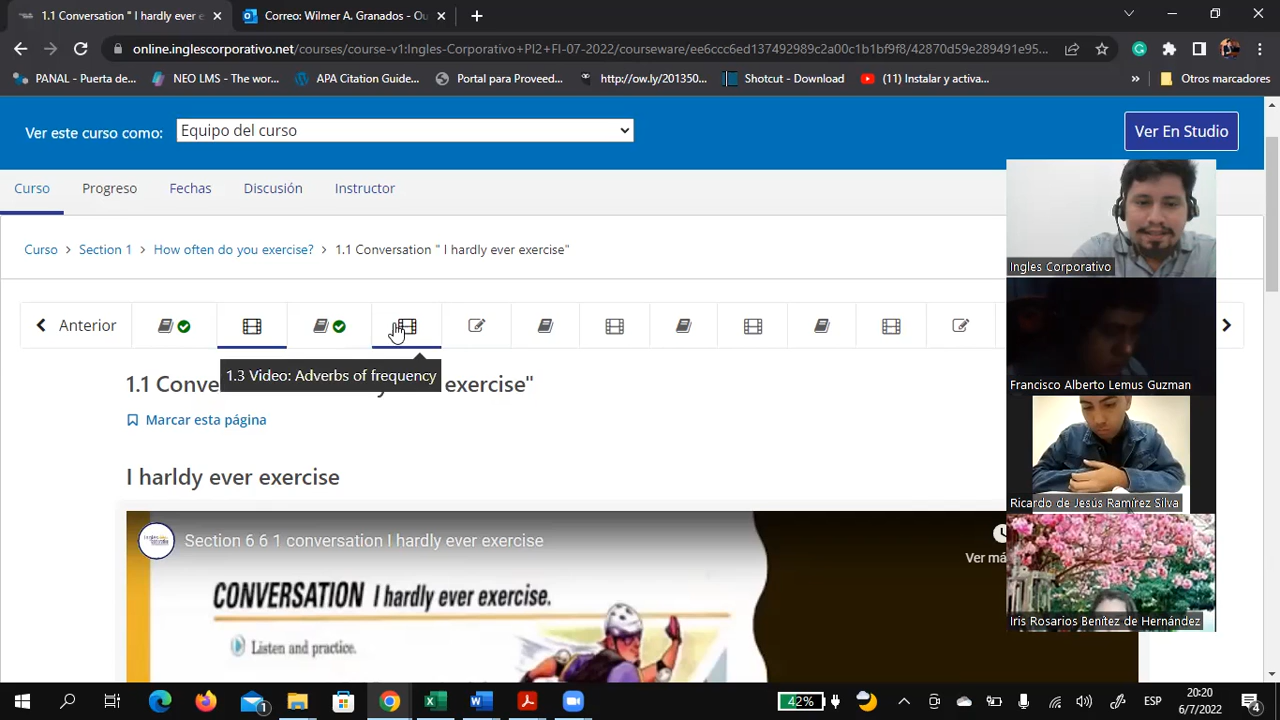 1.1 Conversation " I hardly ever e
Correo: Wilmer A. Granados - Ou
online.inglescorporativo.net/courses/course-v1:Ingles-Corporativo+PI2+FI-07-2022/courseware/ee6ccc6ed137492989c2a00c1b1bf9f8/42870d59e289491e95...
PANAL - Puerta de...
NEO LMS - The wor...
APA Citation Guide...
Portal para Proveed...
http://ow.ly/201350...
Shotcut - Download
(11) Instalar y activa...
»
Otros marcadores
Ver este curso como:
Equipo del curso
Ver En Studio
Curso
Progreso
Fechas
Discusión
Instructor
Curso > Section 1 > How often do you exercise? > 1.1 Conversation " I hardly ever exercise"
Anterior
1.3 Video: Adverbs of frequency
1.1 Conve
exercise"
Marcar esta página
I harldy ever exercise
Section 6 6 1 conversation I hardly ever exercise
Ver má
CONVERSATION I hardly ever exercise.
Listen and practice.
Ingles Corporativo
Francisco Alberto Lemus Guzman
Ricardo de Jesús Ramírez Silva
Iris Rosarios Benítez de Hernández
1
42%
ESP
20:20
6/7/2022
4